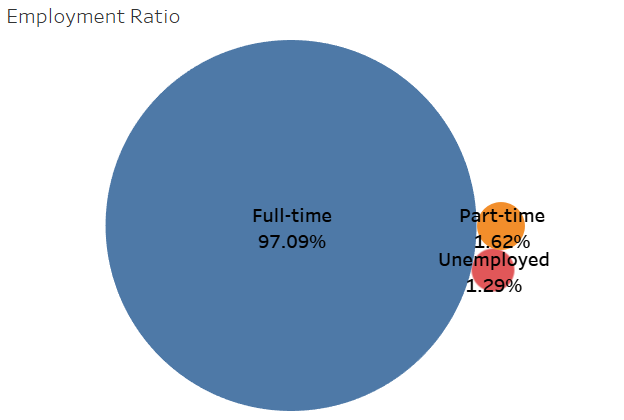 Employment Ratio
Full-time
97.09%
Part-time
1.62%
Unemployed
1.29%